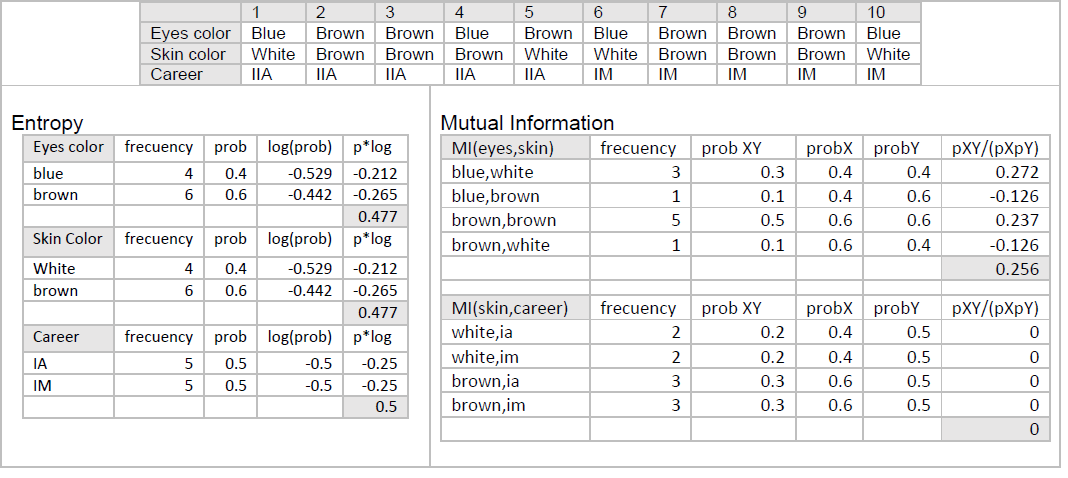 1 2 3 4 5 6 7 8 9 10
Eyes color Blue Brown Brown Blue Brown Blue Brown Brown Brown Blue
Skin color White Brown Brown Brown White White Brown Brown Brown White
Career IIA IIA IIA IIA IIA IM IM IM IM IM
Entropy
Eyes color frecuency prob log(prob) p*log
blue 4 0.4 -0.529 -0.212
brown 6 0.6 -0.442 -0.265
0.477
Skin Color frecuency prob log(prob) p*log
White 4 0.4 -0.529 -0.212
brown 6 0.6 -0.442 -0.265
0.477
Career frecuency prob log(prob) p*log
IA 5 0.5 -0.5 -0.25
IM 5 0.5 -0.5 -0.25
0.5
Mutual Information
MI(eyes,skin) frecuency prob XY probX probY pXY/(pXpY)
blue,white 3 0.3 0.4 0.4 0.272
blue,brown 1 0.1 0.4 0.6 -0.126
brown,brown 5 0.5 0.6 0.6 0.237
brown,white 1 0.1 0.6 0.4 -0.126
0.256
MI(skin,career) frecuency prob XY probX probY pXY/(pXpY)
white,ia 2 0.2 0.4 0.5 0
white,im 2 0.2 0.4 0.5 0
brown,ia 3 0.3 0.6 0.5 0
brown,im 3 0.3 0.6 0.5 0
0